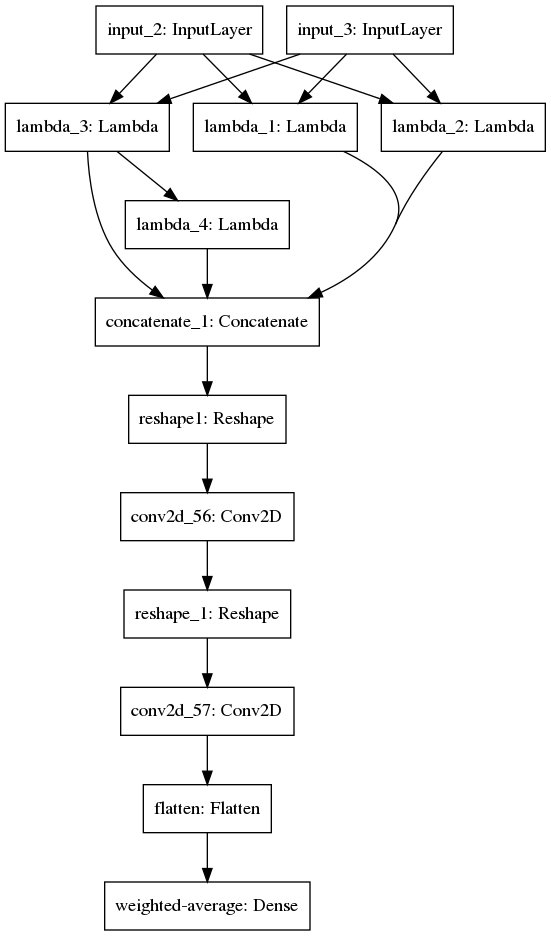 input_2: InputLayer
input_3: InputLayer
lambda_3: Lambda
lambda_1: Lambda
lambda_2: Lambda
lambda_4: Lambda
concatenate_1: Concatenate
reshape1: Reshape
conv2d_56: Conv2D
reshape_1: Reshape
conv2d_57: Conv2D
flatten: Flatten
weighted-average: Dense